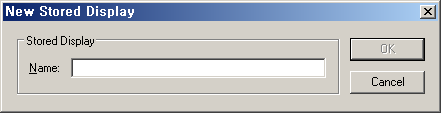 New Stored Display
Stored Display
Name:
OK
Cancel